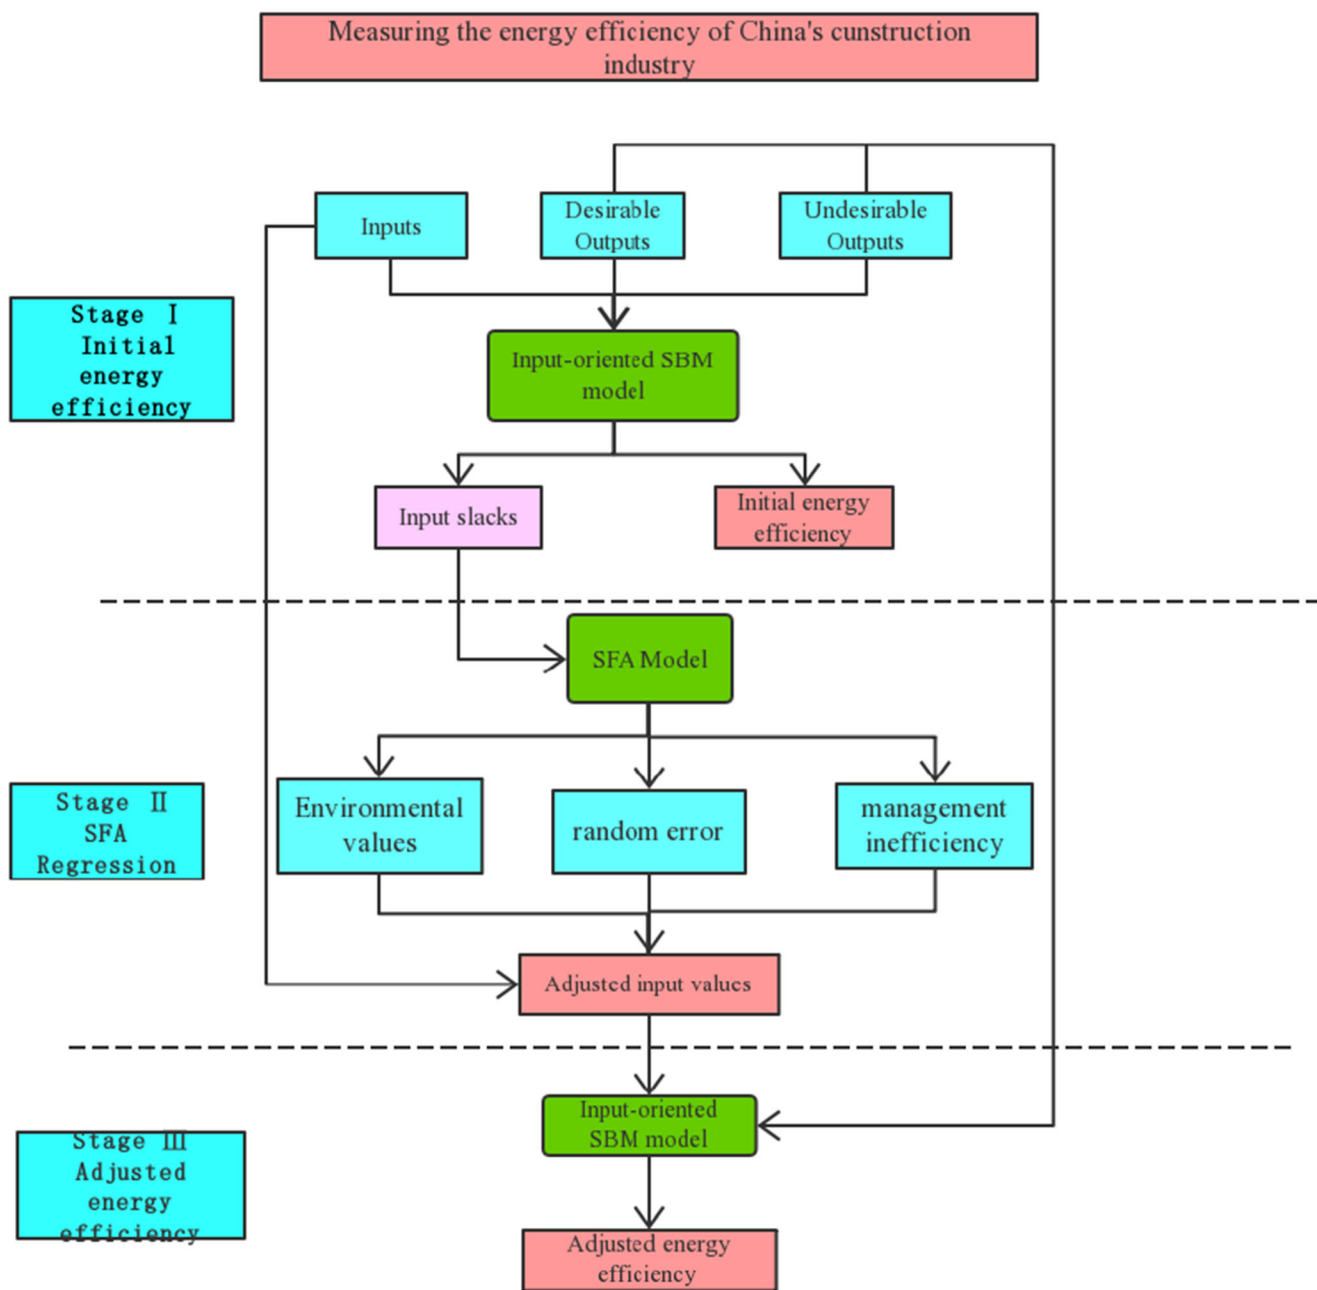 Measuring the energy efficiency of China's cunstruction
industry
Inputs
Desirable
Outputs
Undesirable
Outputs
Stage Ⅰ
Initial
energy
efficiency
Input-oriented SBM
model
Input slacks
Initial energy
efficiency
SFA Model
Stage Ⅱ
SFA
Regression
Environmental
values
random error
management
inefficiency
Adjusted input values
Input-oriented
SBM model
Stage Ⅲ
Adjusted
energy
efficiency
Adjusted energy
efficiency